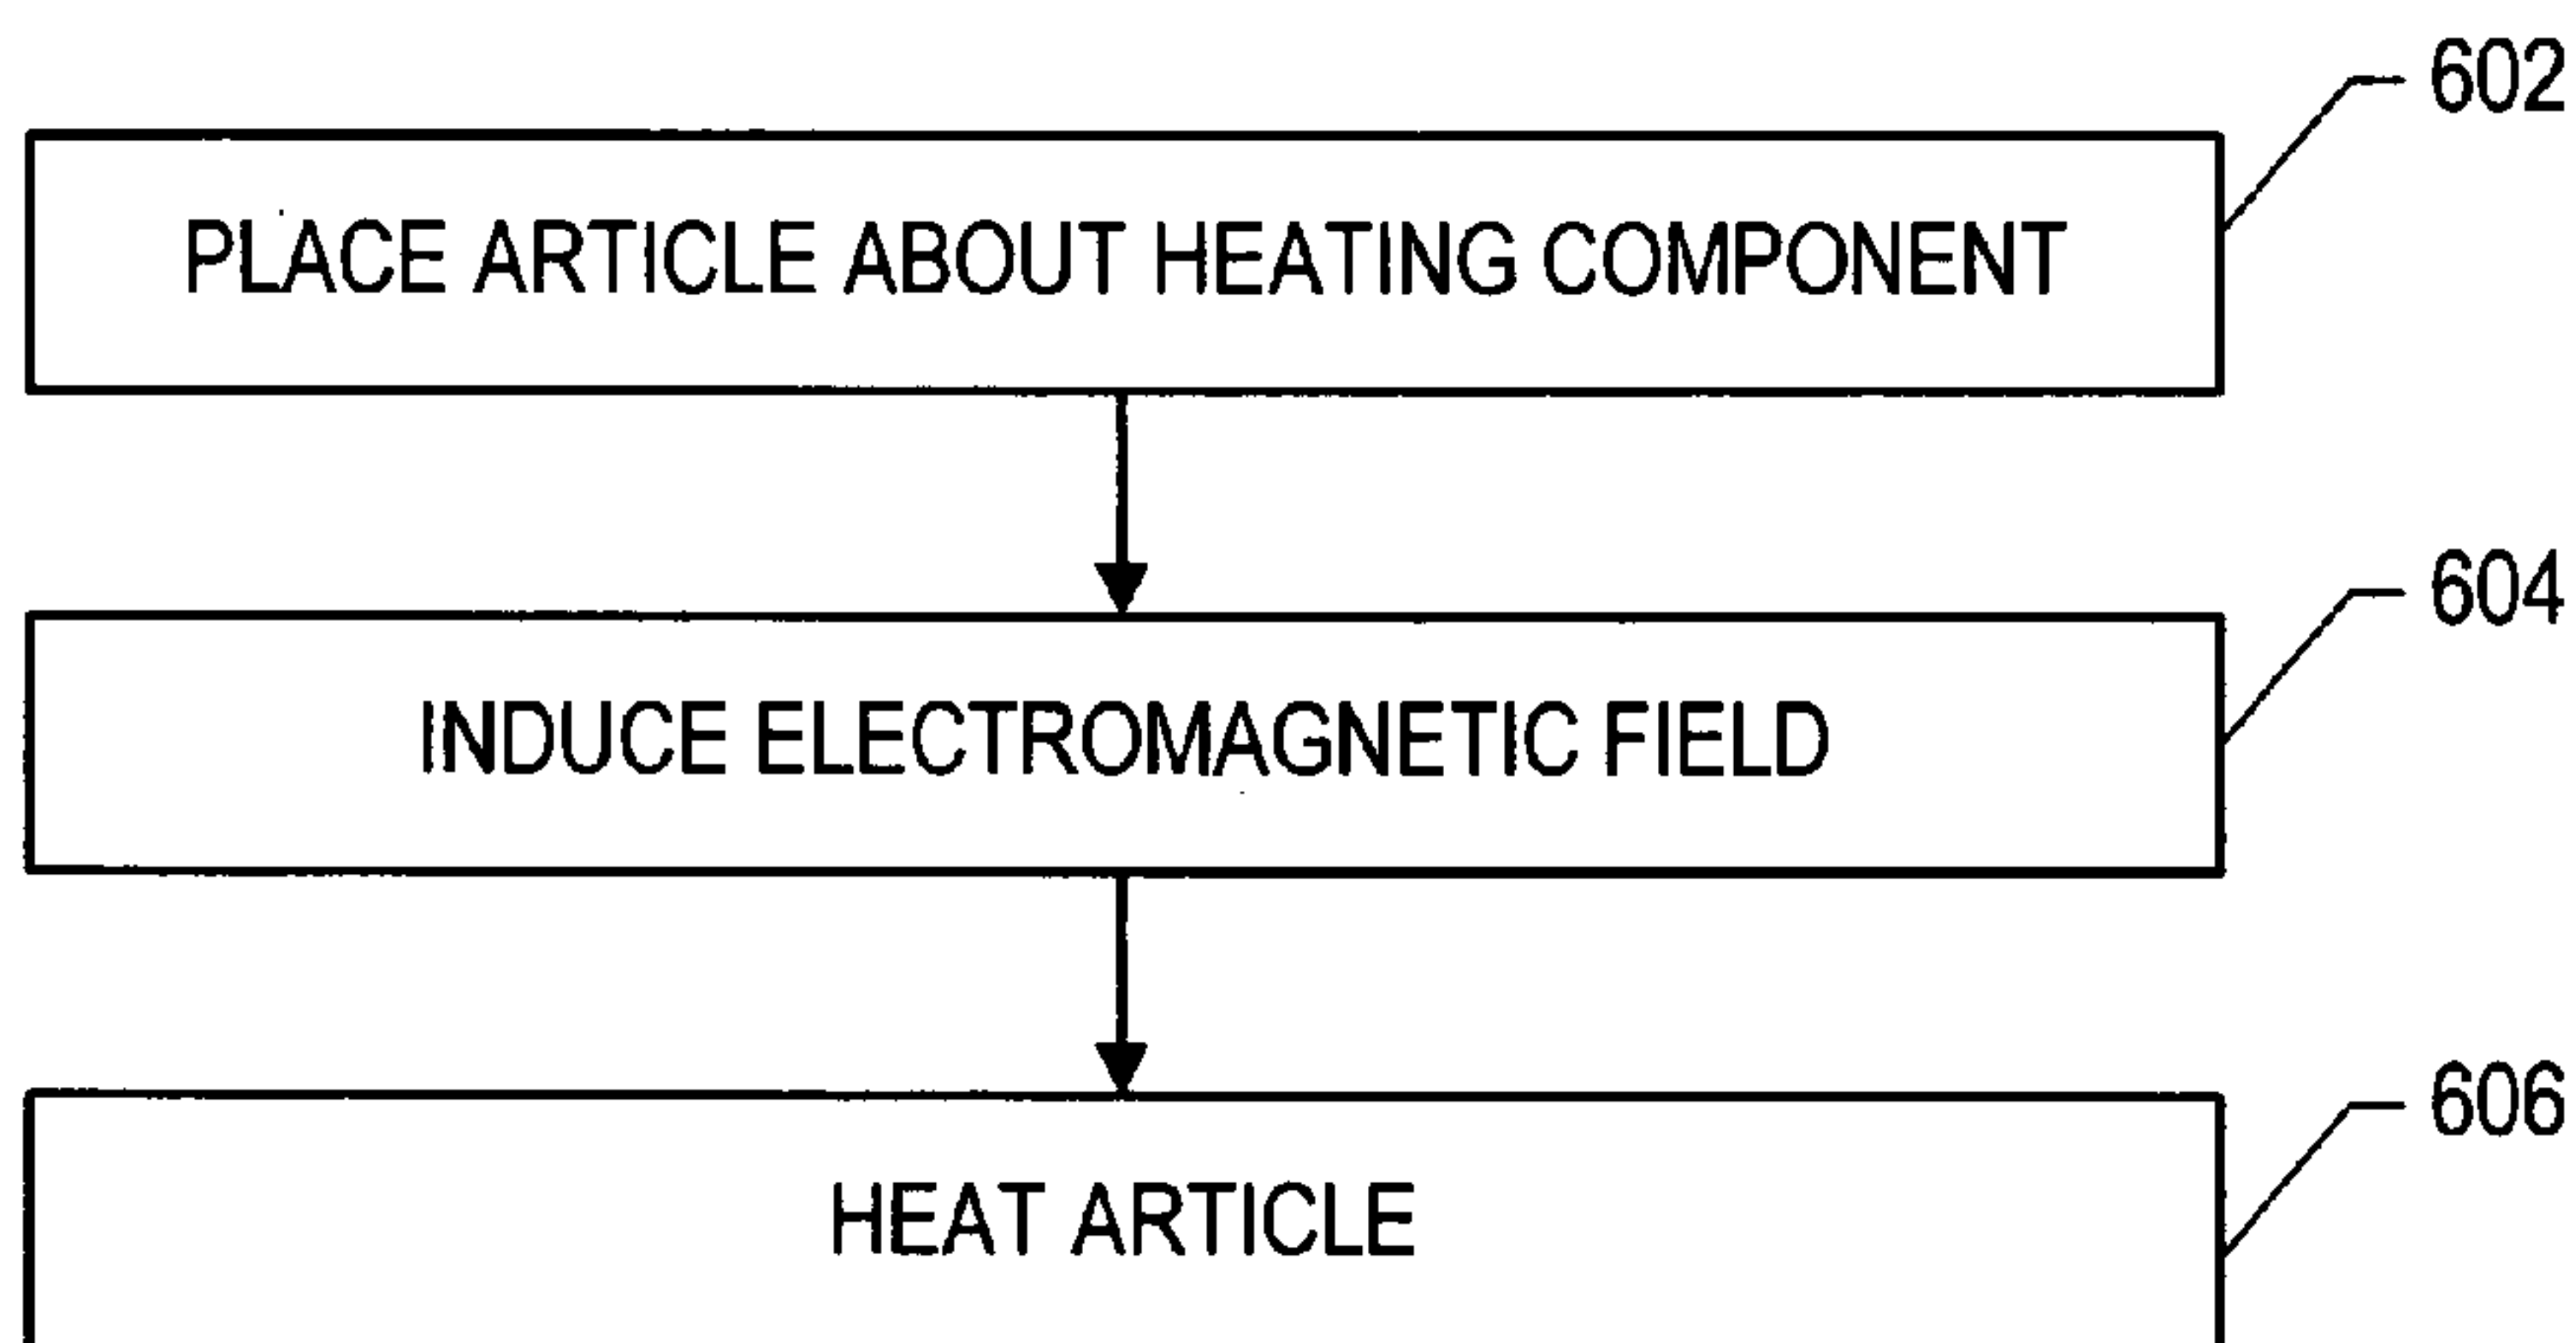 602
PLACE ARTICLE ABOUT HEATING COMPONENT
604
INDUCE ELECTROMAGNETIC FIELD
606
HEAT ARTICLE